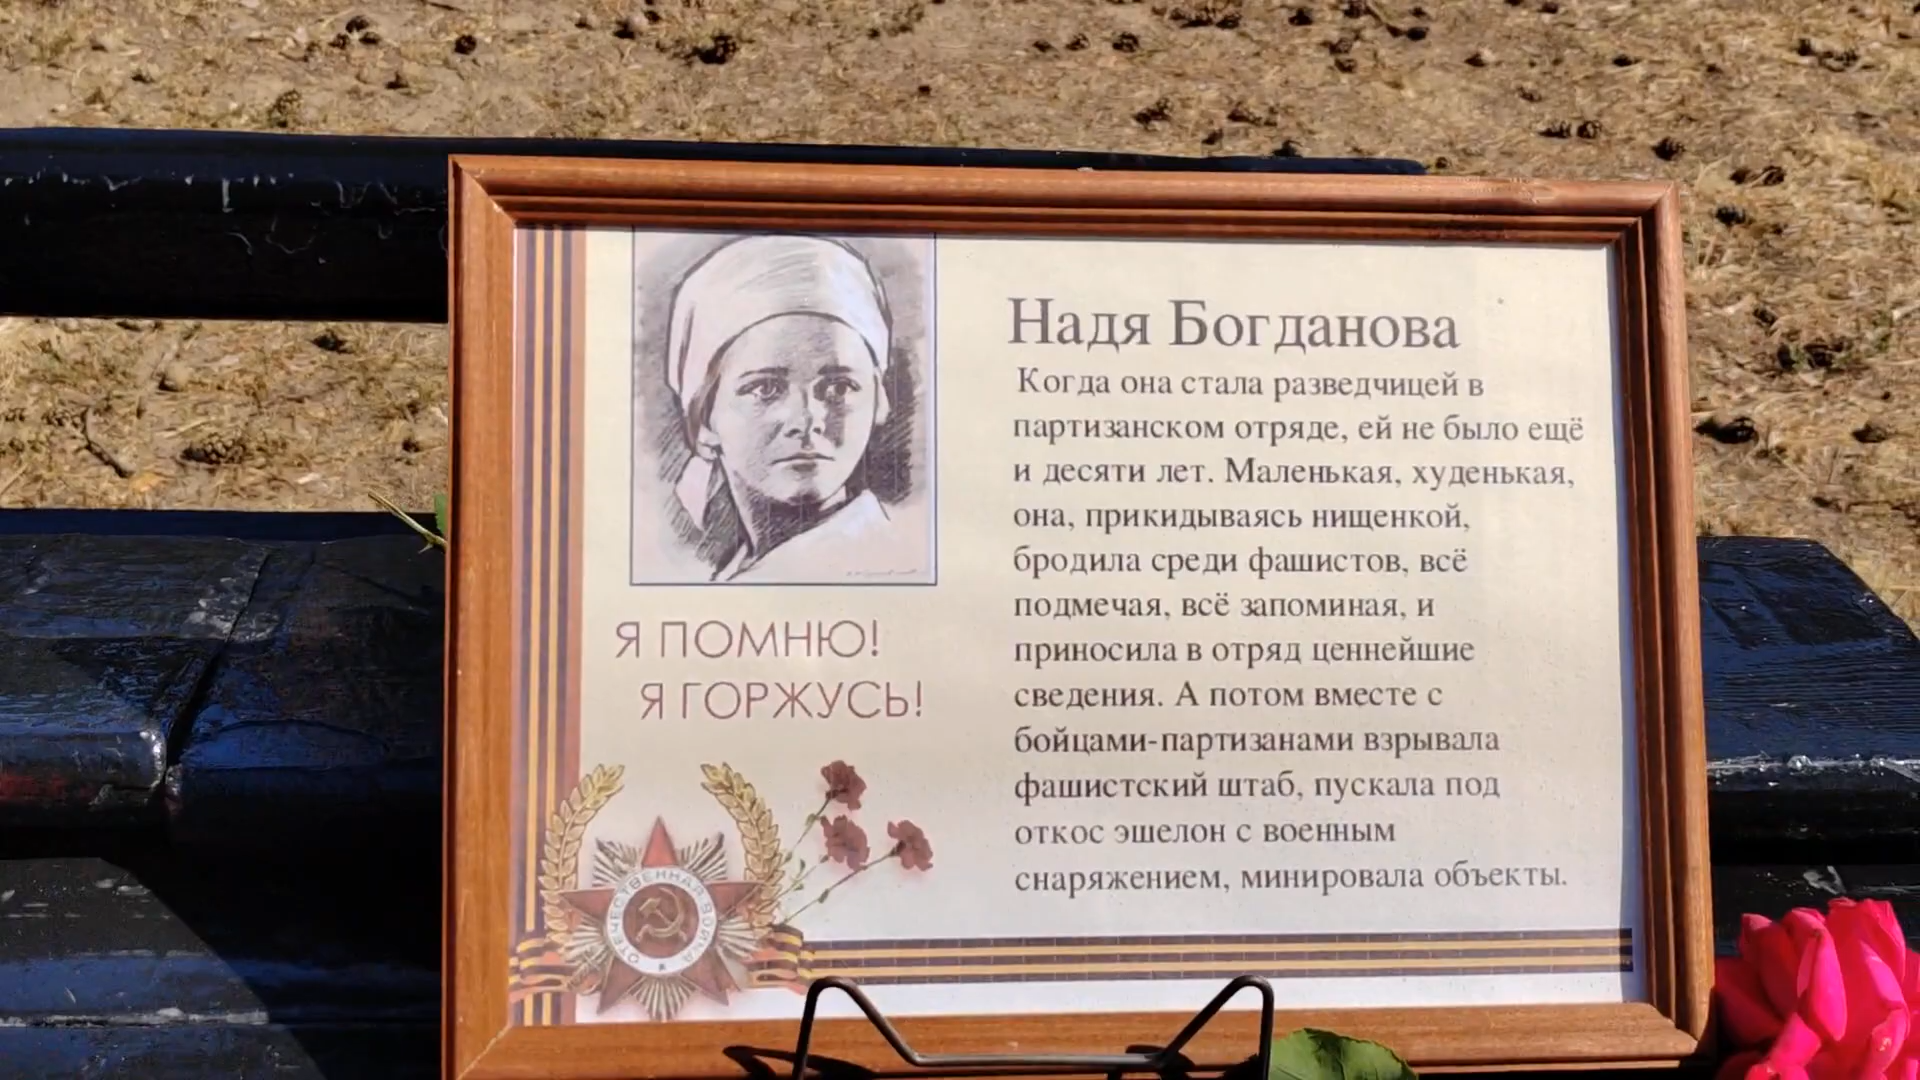 Надя Богданова
Когда она стала разведчицей в
партизанском отряде, ей не было ещё
и десяти лет. Маленькая, худенькая,
она, прикидываясь нищенкой,
бродила среди фашистов, всё
подмечая, всё запоминая, и
приносила в отряд ценнейшие
сведения. А потом вместе с
бойцами-партизанами взрывала
фашистский штаб, пускала под
откос эшелон с военным
снаряжением, минировала объекты.
Я ПОМНЮ!
Я ГОРЖУСЬ!
ОТЕЧЕСТВЕННАЯ ВОЙНА